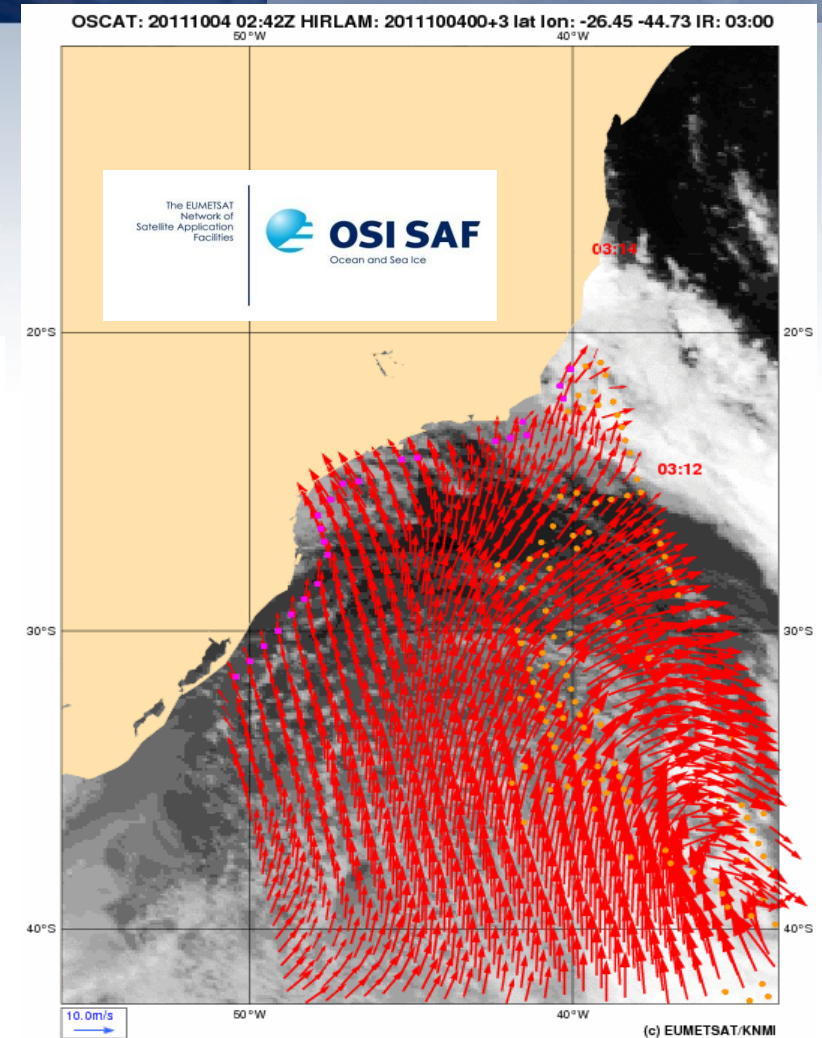 OSCAT: 20111004 02:42Z HIRLAM: 2011100400+3 lat lon: -26.45 -44.73 IR: 03:00
50°W 40°W
The EUMETSAT
Network of
Satellite Application
Facilities
OSI SAF
Ocean and Sea Ice
03:14
20°S 20°S
03:12
30°S 30°S
40°S 40°S
10.0m/s
50°W 40°W
(c) EUMETSAT/KNMI